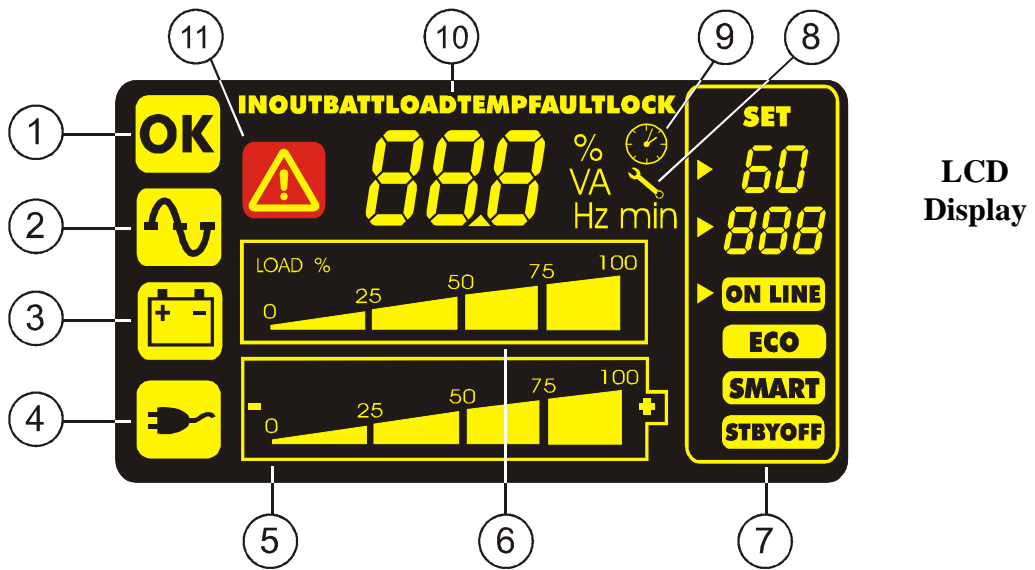 11
10
9
8
INOUTBATTLOADTEMPFAULTLOCK
1
OK
888
%
VA
Hz min
SET
60
888
ON LINE
ECO
SMART
STBYOFF
LCD
Display
2
LOAD %
0 25 50 75 100
3
+ -
4
- +
0 25 50 75 100
5
6
7